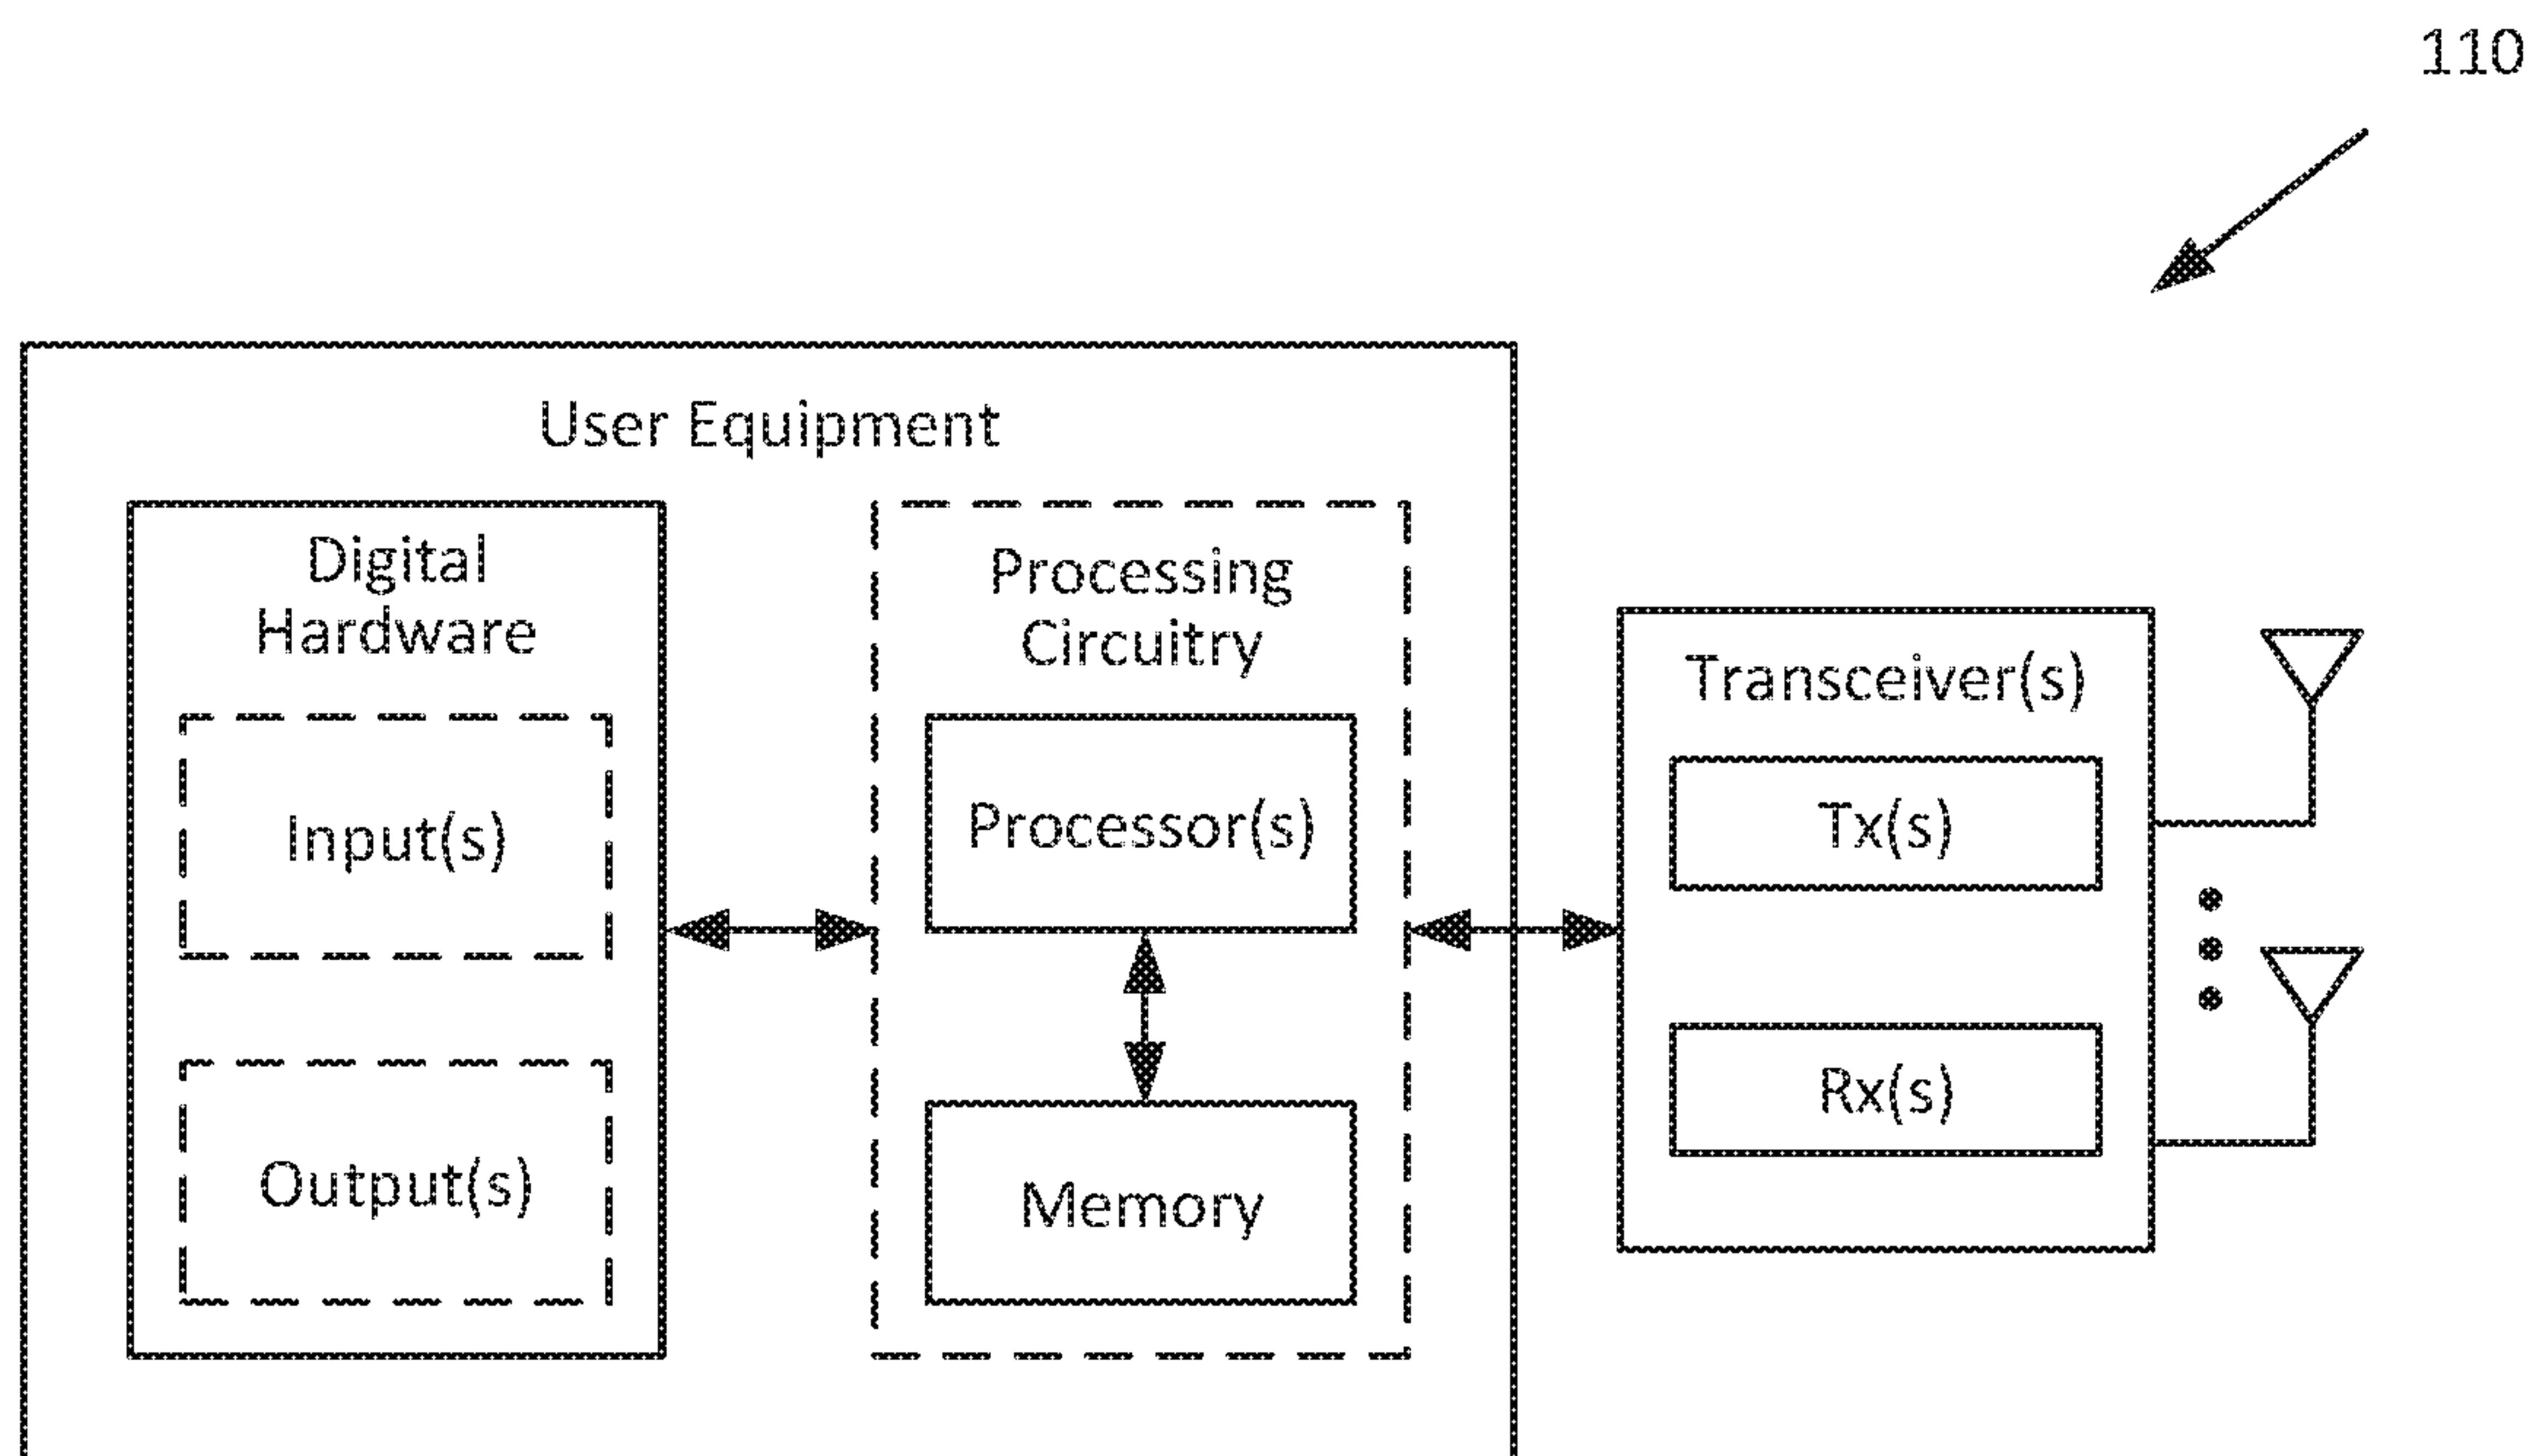 110
User Equipment
Digital
Hardware
Input(s)
Output(s)
Processing
Circuitry
Processor(s)
Memory
Transceiver(s)
Tx(s)
Rx(s)